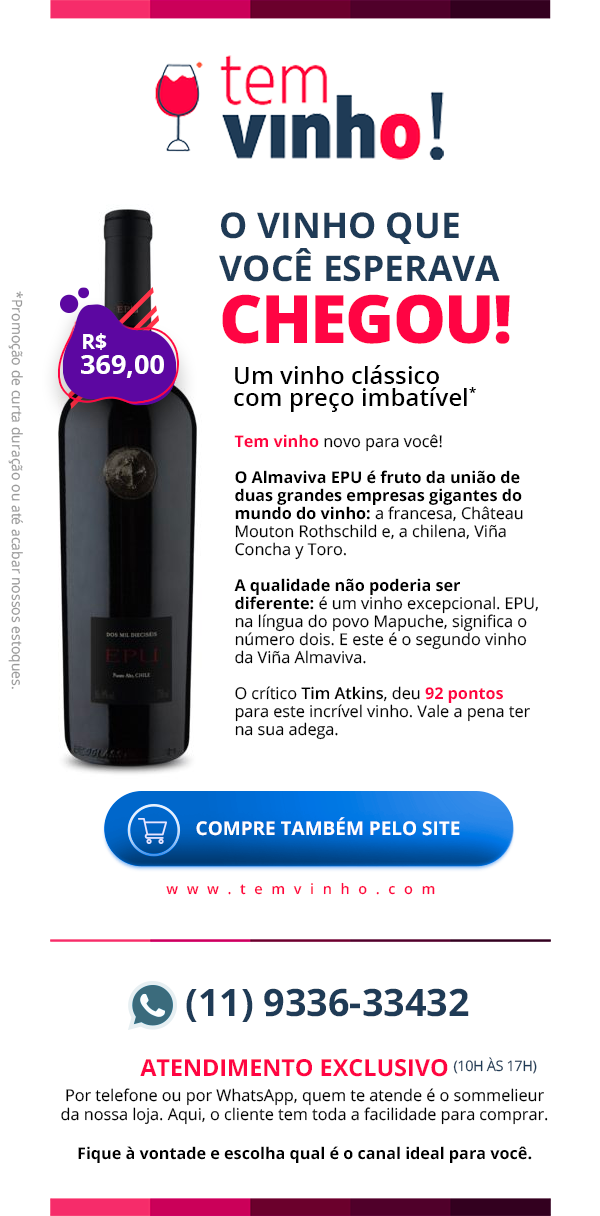 tem
vinho!
O VINHO QUE
VOCÊ ESPERAVA
CHEGOU!
R$
369,00
Um vinho clássico
com preço imbatível*
Tem vinho novo para você!
O Almaviva EPU é fruto da união de
duas grandes empresas gigantes do
mundo do vinho: a francesa, Château
Mouton Rothschild e, a chilena, Viña
Concha y Toro.
A qualidade não poderia ser
diferente: é um vinho excepcional. EPU,
na língua do povo Mapuche, significa o
número dois. E este é o segundo vinho
da Viña Almaviva.
O crítico Tim Atkins, deu 92 pontos
para este incrível vinho. Vale a pena ter
na sua adega.
*Promoção de curta duração ou até acabar nossos estoques.
EPU
DOS MIL DIECISÉIS
EPU
Puente Alto, CHILE
COMPRE TAMBÉM PELO SITE
www.temvinho.com
(11) 9336-33432
ATENDIMENTO EXCLUSIVO (10H ÀS 17H)
Por telefone ou por WhatsApp, quem te atende é o sommelieur
da nossa loja. Aqui, o cliente tem toda a facilidade para comprar.
Fique à vontade e escolha qual é o canal ideal para você.